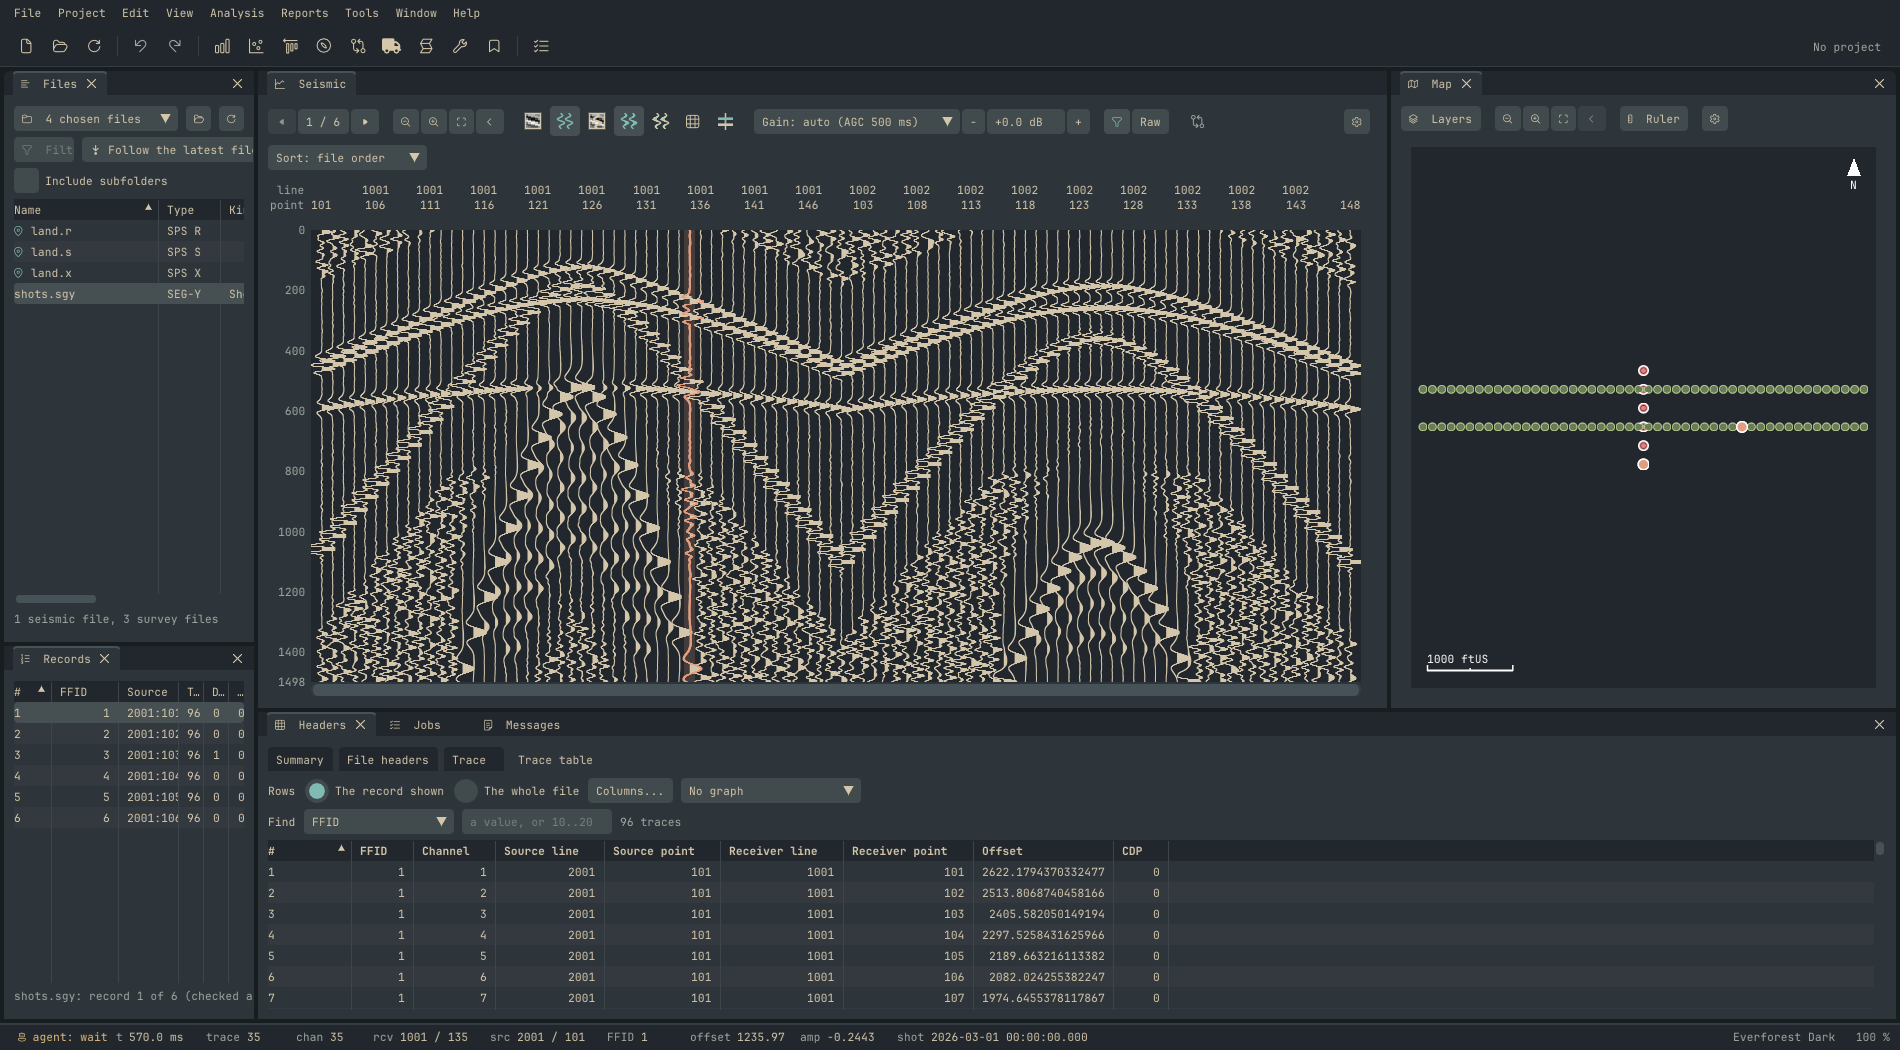 File Project Edit View Analysis Reports Tools Window Help
No project
Files
4 chosen files
Filt Follow the latest fil
Include subfolders
Name Type Ki
land.r SPS R
land.s SPS S
land.x SPS X
shots.sgy SEG-Y Sh
1 seismic file, 3 survey files
Records
# FFID Source T… D… …
1 1 2001:101 96 0 0
2 2 2001:102 96 0 0
3 3 2001:103 96 1 0
4 4 2001:104 96 0 0
5 5 2001:105 96 0 0
6 6 2001:106 96 0 0
shots.sgy: record 1 of 6 (checked a
Seismic
1 / 6 Gain: auto (AGC 500 ms) - +0.0 dB + Raw
Sort: file order
line 1001 1001 1001 1001 1001 1001 1001 1001 1001 1002 1002 1002 1002 1002 1002 1002 1002 1002
point 101 106 111 116 121 126 131 136 141 146 103 108 113 118 123 128 133 138 143 148
0
200
400
600
800
1000
1200
1400
1498
Map
Layers Ruler
N
1000 ftUS
Headers Jobs Messages
Summary File headers Trace Trace table
Rows The record shown The whole file Columns... No graph
Find FFID a value, or 10..20 96 traces
# FFID Channel Source line Source point Receiver line Receiver point Offset CDP
1 1 1 2001 101 1001 101 2622.1794370332477 0
2 1 2 2001 101 1001 102 2513.8068740458166 0
3 1 3 2001 101 1001 103 2405.582050149194 0
4 1 4 2001 101 1001 104 2297.5258431625966 0
5 1 5 2001 101 1001 105 2189.663216113382 0
6 1 6 2001 101 1001 106 2082.024255382247 0
7 1 7 2001 101 1001 107 1974.6455378117867 0
agent: wait t 570.0 ms trace 35 chan 35 rcv 1001 / 135 src 2001 / 101 FFID 1 offset 1235.97 amp -0.2443 shot 2026-03-01 00:00:00.000 Everforest Dark 100 %